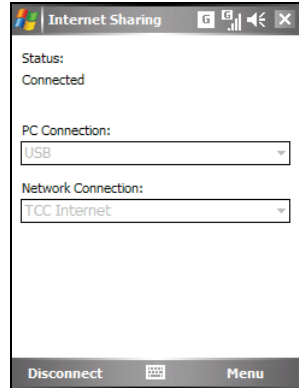 Internet Sharing
G
G
Status:
Connected
PC Connection:
USB
Network Connection:
TCC Internet
Disconnect
Menu